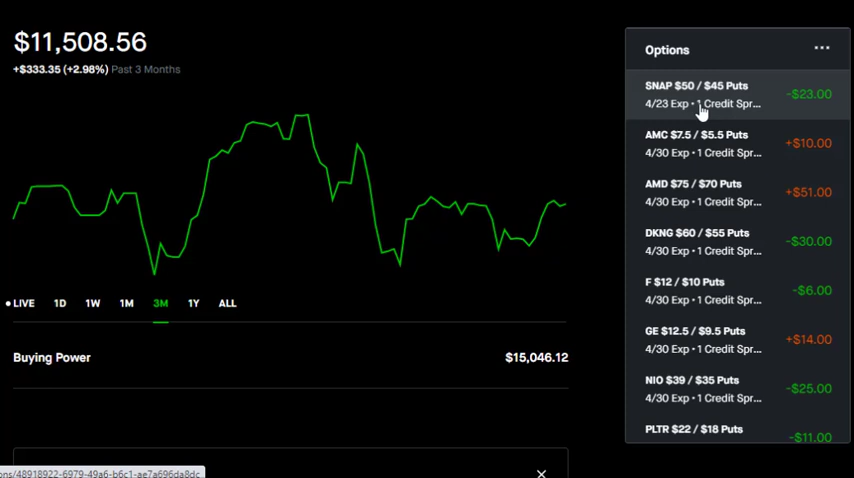 $11,508.56
+$333.35 (+2.98%) Past 3 Months
LIVE 1D 1W 1M 3M 1Y ALL
Buying Power $15,046.12
Options
SNAP $50 / $45 Puts
4/23 Exp • 1 Credit Spr... -$23.00
AMC $7.5 / $5.5 Puts
4/30 Exp • 1 Credit Spr... +$10.00
AMD $75 / $70 Puts
4/30 Exp • 1 Credit Spr... +$51.00
DKNG $60 / $55 Puts
4/30 Exp • 1 Credit Spr... -$30.00
F $12 / $10 Puts
4/30 Exp • 1 Credit Spr... -$6.00
GE $12.5 / $9.5 Puts
4/30 Exp • 1 Credit Spr... +$14.00
NIO $39 / $35 Puts
4/30 Exp • 1 Credit Spr... -$25.00
PLTR $22 / $18 Puts
-$11.00
ons/48918922-6979-49a6-b6c1-ae7a696da8dc